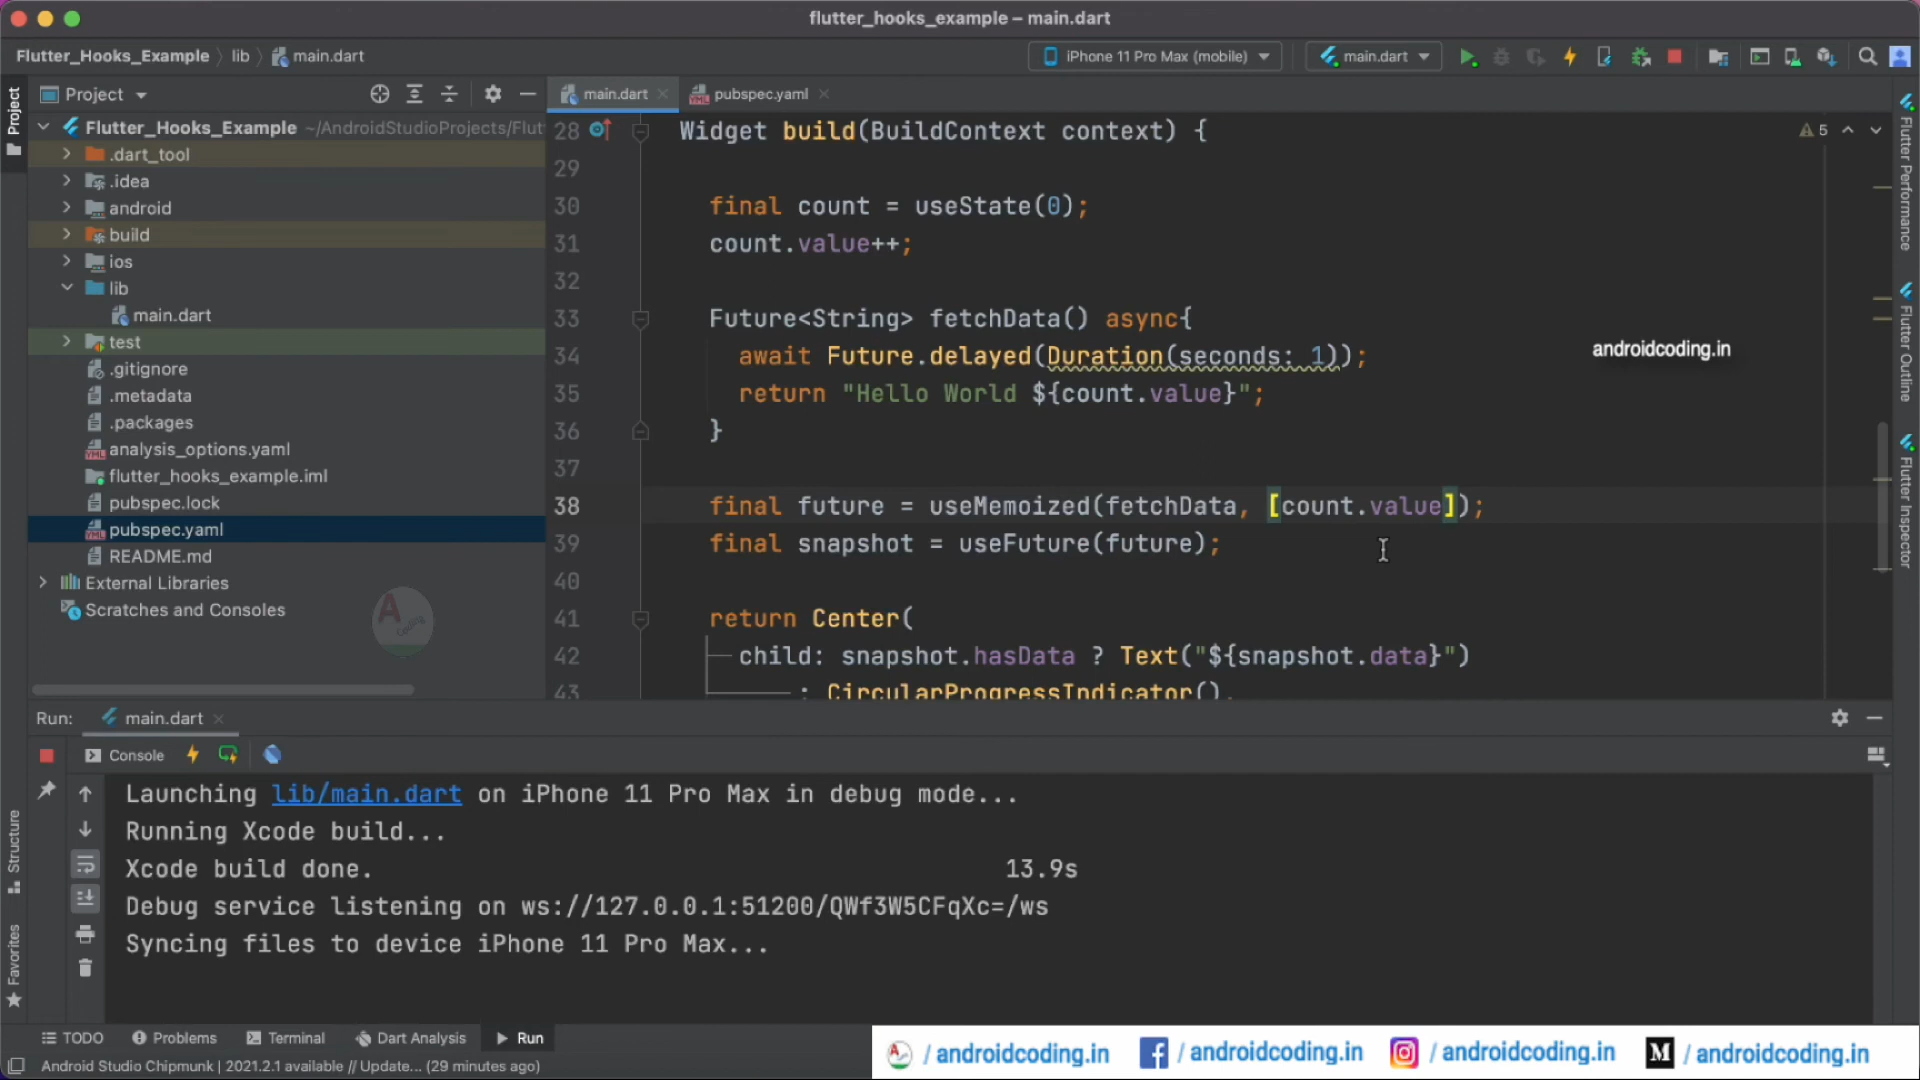 flutter_hooks_example – main.dart
Flutter_Hooks_Example lib main.dart
iPhone 11 Pro Max (mobile)
main.dart
Project
main.dart
pubspec.yaml
Project
Flutter_Hooks_Example ~/AndroidStudioProjects/Flut
.dart_tool
.idea
android
build
ios
lib
main.dart
test
.gitignore
.metadata
.packages
analysis_options.yaml
flutter_hooks_example.iml
pubspec.lock
pubspec.yaml
README.md
External Libraries
Scratches and Consoles
A
Coding
28 Widget build(BuildContext context) {
5
29
30 final count = useState(0);
31 count.value++;
32
33 Future<String> fetchData() async{
34 await Future.delayed(Duration(seconds: 1));
35 return "Hello World ${count.value}";
36 }
37
38 final future = useMemoized(fetchData, [count.value]);
39 final snapshot = useFuture(future);
40
41 return Center(
42 child: snapshot.hasData ? Text("${snapshot.data}")
43 : CircularProgressIndicator(),
androidcoding.in
Flutter Performance
Flutter Outline
Flutter Inspector
Run: main.dart
Console
Launching lib/main.dart on iPhone 11 Pro Max in debug mode...
Running Xcode build...
Xcode build done. 13.9s
Debug service listening on ws://127.0.0.1:51200/QWf3W5CFqXc=/ws
Syncing files to device iPhone 11 Pro Max...
Structure
Favorites
TODO
Problems
Terminal
Dart Analysis
Run
Android Studio Chipmunk | 2021.2.1 available // Update... (29 minutes ago)
/ androidcoding.in
/ androidcoding.in
/ androidcoding.in
M / androidcoding.in